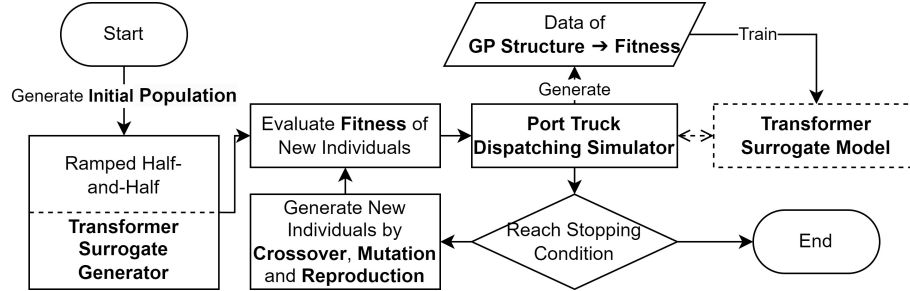 Start
Generate Initial Population
Ramped Half-
and-Half
Transformer
Surrogate
Generator
Evaluate Fitness of
New Individuals
Generate New
Individuals by
Crossover, Mutation
and Reproduction
Data of
GP Structure ➔ Fitness
Train
Generate
Port Truck
Dispatching Simulator
Transformer
Surrogate Model
Reach Stopping
Condition
End